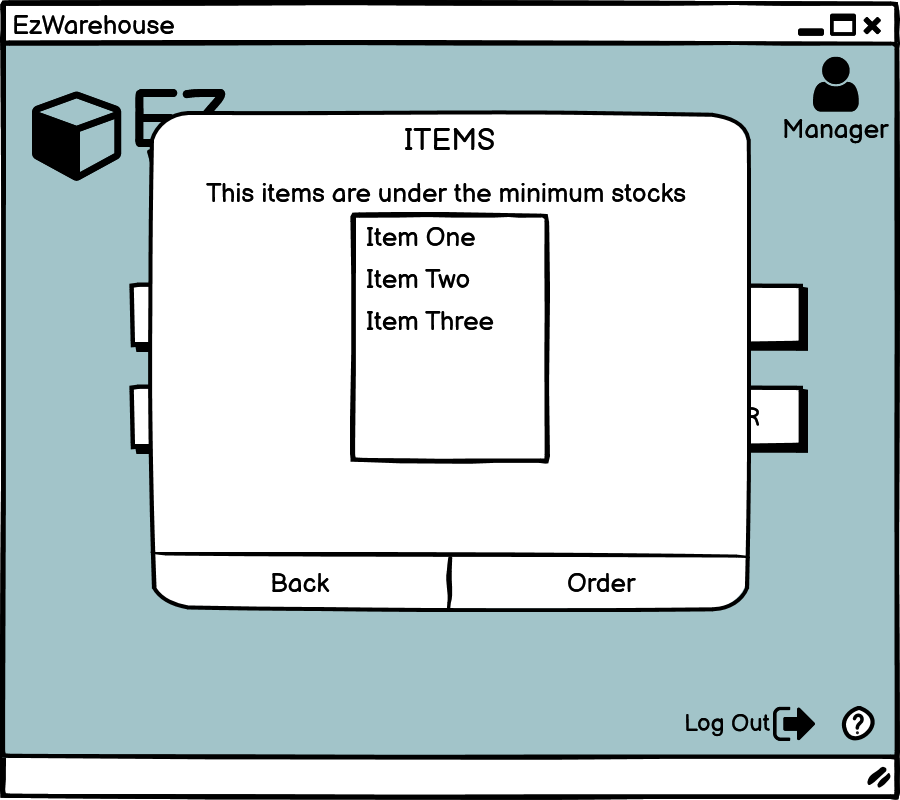 EzWarehouse
EZ
Manager
ITEMS
This items are under the minimum stocks
Item One
Item Two
Item Three
R
Back
Order
Log Out
?